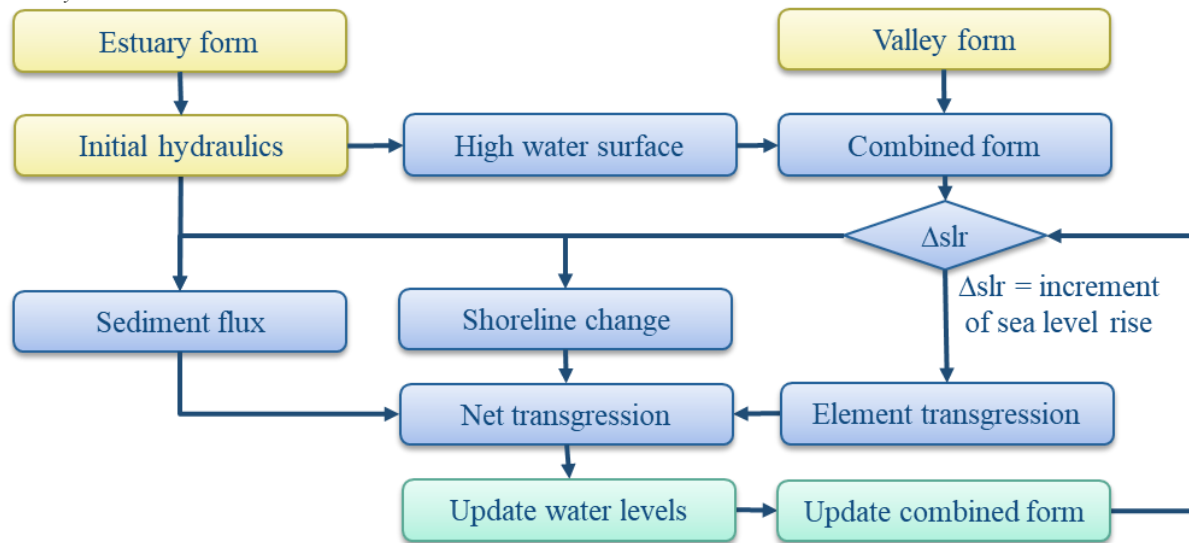 Estuary form
Valley form
Initial hydraulics
High water surface
Combined form
Δslr
Δslr = increment
of sea level rise
Sediment flux
Shoreline change
Net transgression
Element transgression
Update water levels
Update combined form